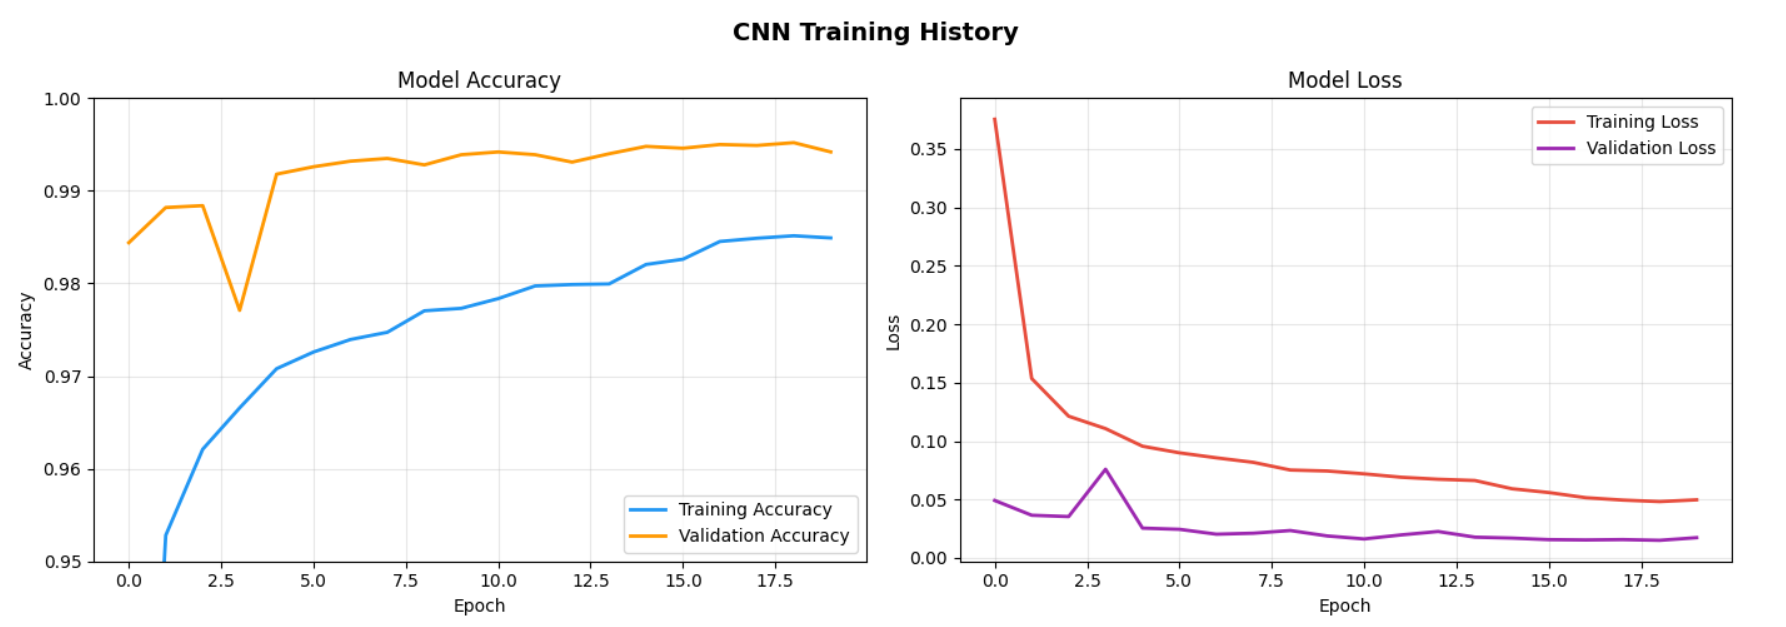 CNN Training History
Model Accuracy
1.00
0.99
0.98
0.97
0.96
0.95
Accuracy
0.0 2.5 5.0 7.5 10.0 12.5 15.0 17.5
Epoch
Training Accuracy
Validation Accuracy
Model Loss
0.35
0.30
0.25
0.20
0.15
0.10
0.05
0.00
Loss
0.0 2.5 5.0 7.5 10.0 12.5 15.0 17.5
Epoch
Training Loss
Validation Loss